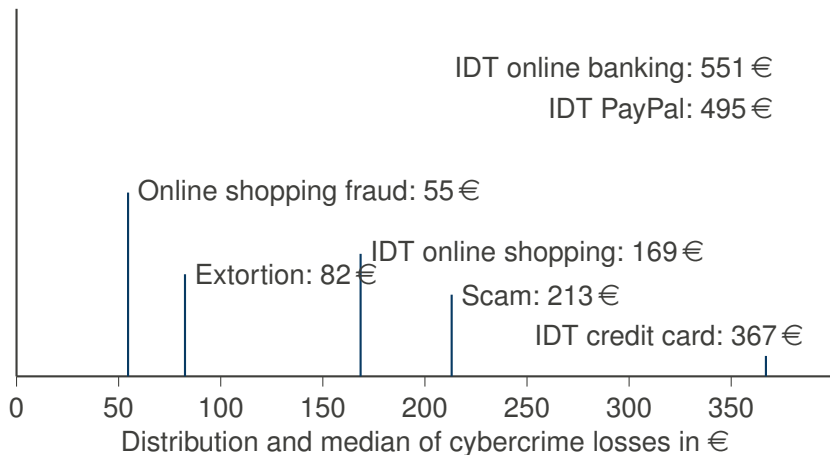 IDT online banking: 551 €
IDT PayPal: 495 €
Online shopping fraud: 55 €
IDT online shopping: 169 €
Extortion: 82 €
Scam: 213 €
IDT credit card: 367 €
0 50 100 150 200 250 300 350
Distribution and median of cybercrime losses in €